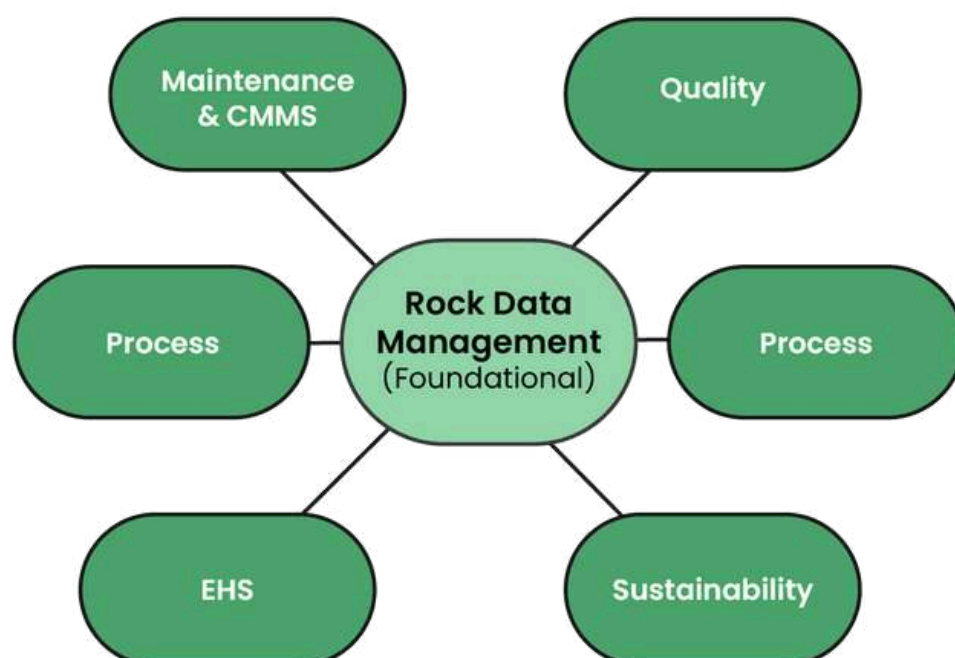 Maintenance
& CMMS
Quality
Rock Data
Management
(Foundational)
Process
Process
EHS
Sustainability